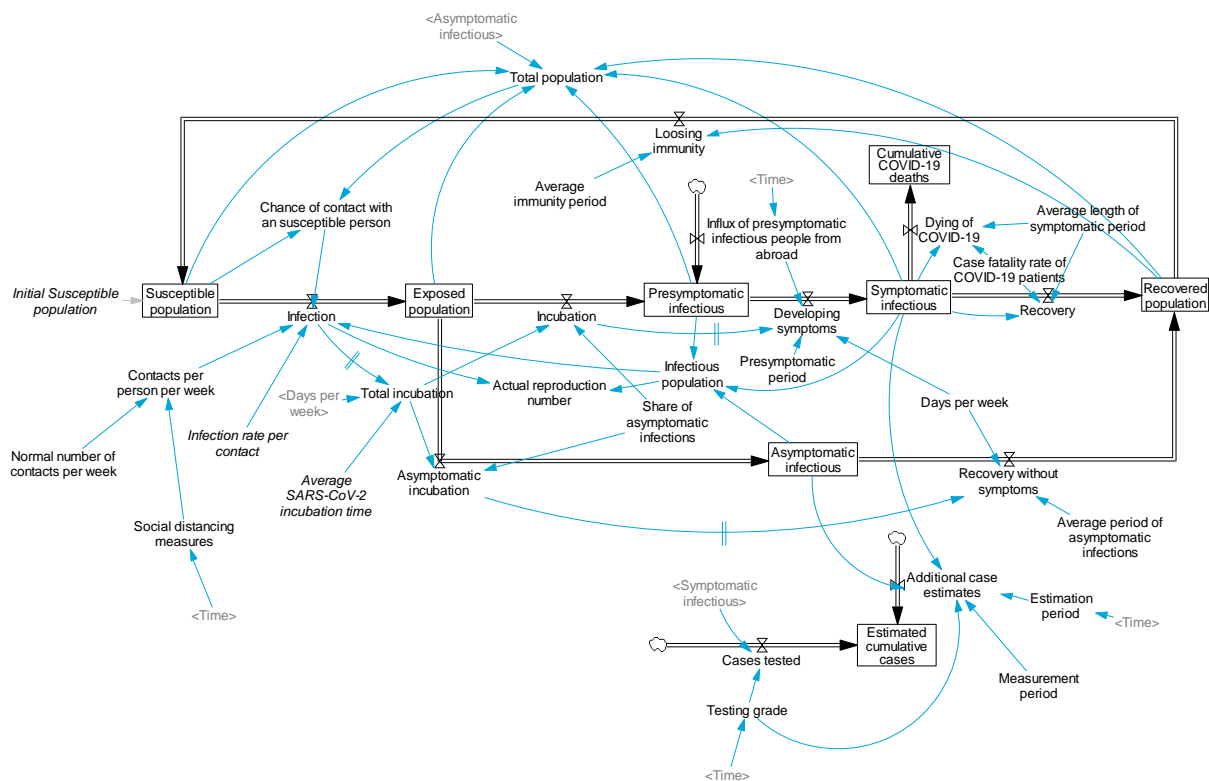 <Asymptomatic
infectious>
Total population
Loosing
immunity
Cumulative
COVID-19
deaths
Average
immunity period
<Time>
Chance of contact with
an susceptible person
Influx of presymptomatic
infectious people from
abroad
Dying of
COVID-19
Average length of
symptomatic period
Case fatality rate of
COVID-19 patients
Initial Susceptible
population
Susceptible
population
Exposed
population
Presymptomatic
infectious
Symptomatic
infectious
Recovered
population
Infection
Incubation
Developing
symptoms
Recovery
Presymptomatic
period
Infectious
population
Contacts per
person per week
<Days per
week>
Total incubation
Actual reproduction
number
Share of
asymptomatic
infections
Days per week
Infection rate per
contact
Normal number of
contacts per week
Average
SARS-CoV-2
incubation time
Asymptomatic
incubation
Asymptomatic
infectious
Recovery without
symptoms
Social distancing
measures
Average period of
asymptomatic
infections
<Time>
<Symptomatic
infectious>
Additional case
estimates
Estimation
period
<Time>
Cases tested
Estimated
cumulative
cases
Measurement
period
Testing grade
<Time>